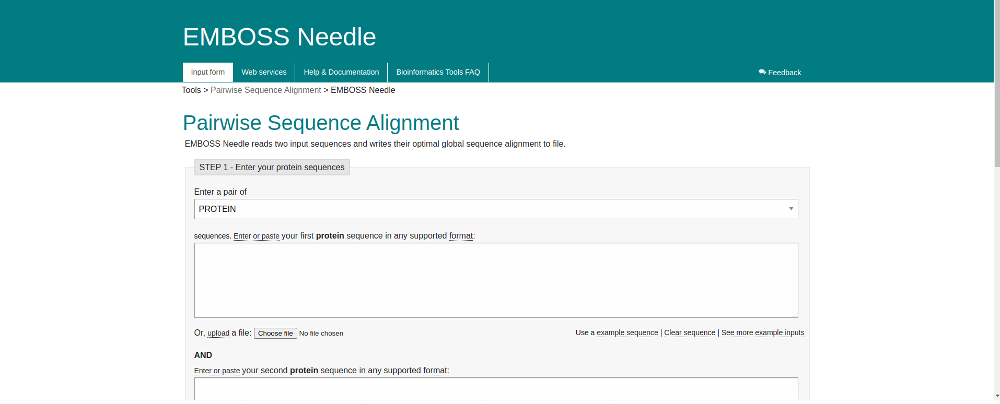 EMBOSS Needle
Input form Web services Help & Documentation Bioinformatics Tools FAQ Feedback
Tools > Pairwise Sequence Alignment > EMBOSS Needle
Pairwise Sequence Alignment
EMBOSS Needle reads two input sequences and writes their optimal global sequence alignment to file.
STEP 1 - Enter your protein sequences
Enter a pair of
PROTEIN
sequences. Enter or paste your first protein sequence in any supported format:
Or, upload a file: Choose file No file chosen Use a example sequence | Clear sequence | See more example inputs
AND
Enter or paste your second protein sequence in any supported format: